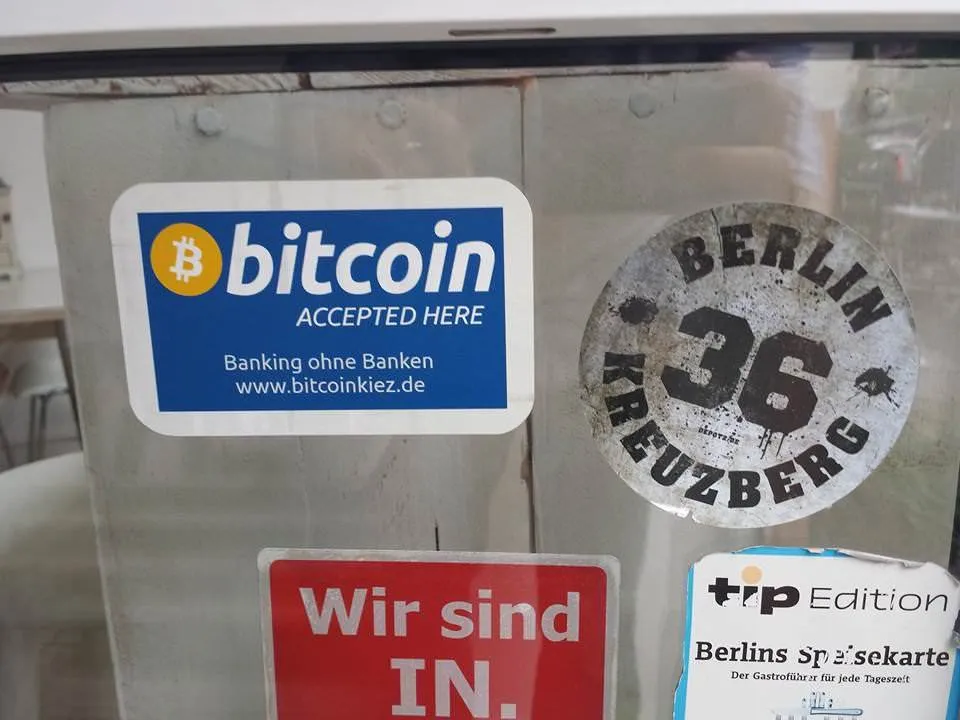 bitcoin
ACCEPTED HERE
Banking ohne Banken
www.bitcoinkiez.de
BERLIN
36
KREUZBERG
Wir sind
IN.
tip Edition
Berlins Speisekarte
Der Gastroführer für jede Tageszeit